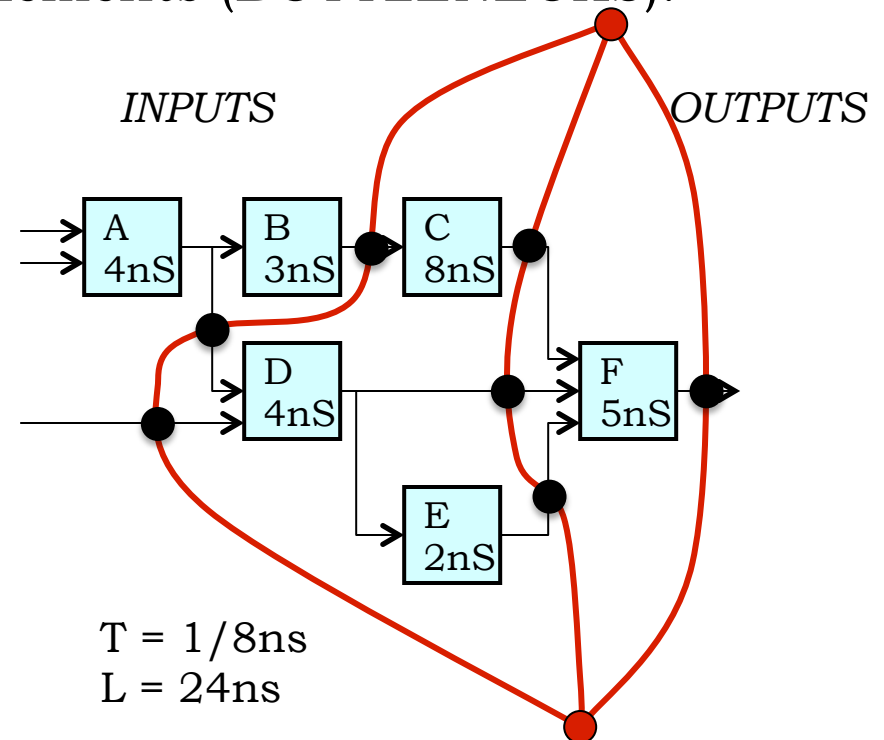 INPUTS
OUTPUTS
A
4nS
B
3nS
C
8nS
D
4nS
F
5nS
E
2nS
T = 1/8ns
L = 24ns